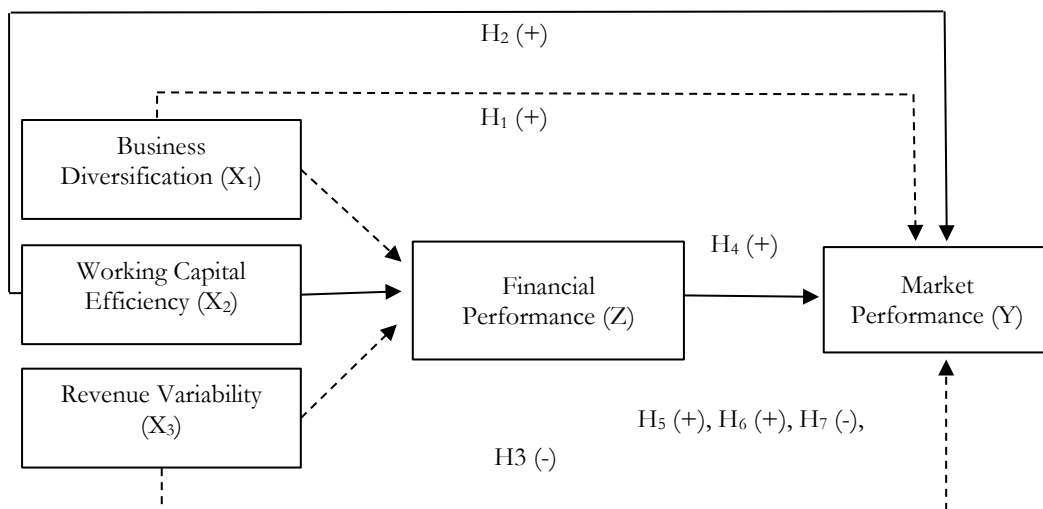 H₂ (+)
H₁ (+)
Business
Diversification (X₁)
Working Capital
Efficiency (X₂)
Revenue Variability
(X₃)
Financial
Performance (Z)
H₄ (+)
Market
Performance (Y)
H₅ (+), H₆ (+), H₇ (-),
H3 (-)